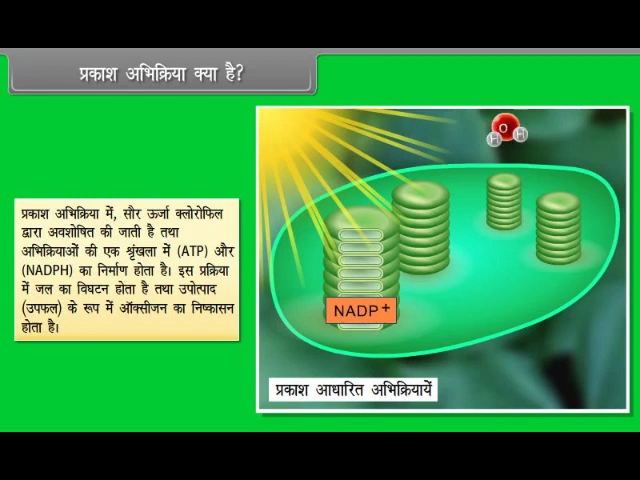 प्रकाश अभिक्रिया क्या है?
प्रकाश अभिक्रिया में, सौर ऊर्जा क्लोरोफिल
द्वारा अवशोषित की जाती है तथा
अभिक्रियाओं की एक श्रृंखला में (ATP) और
(NADPH) का निर्माण होता है। इस प्रक्रिया
में जल का विघटन होता है तथा उपोत्पाद
(उपफल) के रूप में ऑक्सीजन का निष्कासन
होता है।
H O H
NADP+
प्रकाश आधारित अभिक्रियायें